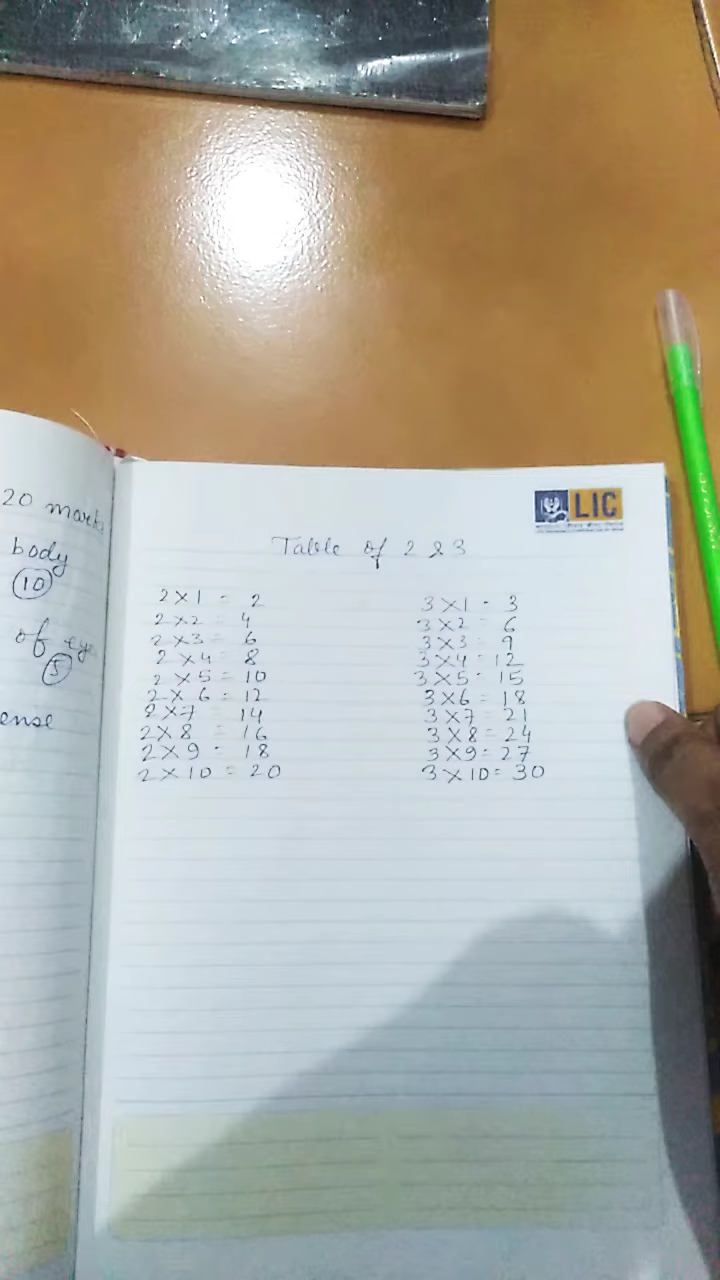 20 marks
body
10
of eye
5
ense
LIC
Table of 2 & 3
2 X 1 = 2
2 X 2 = 4
2 X 3 = 6
2 X 4 = 8
2 X 5 = 10
2 X 6 = 12
2 X 7 = 14
2 X 8 = 16
2 X 9 = 18
2 X 10 = 20
3 X 1 = 3
3 X 2 = 6
3 X 3 = 9
3 X 4 = 12
3 X 5 = 15
3 X 6 = 18
3 X 7 = 21
3 X 8 = 24
3 X 9 = 27
3 X 10 = 30